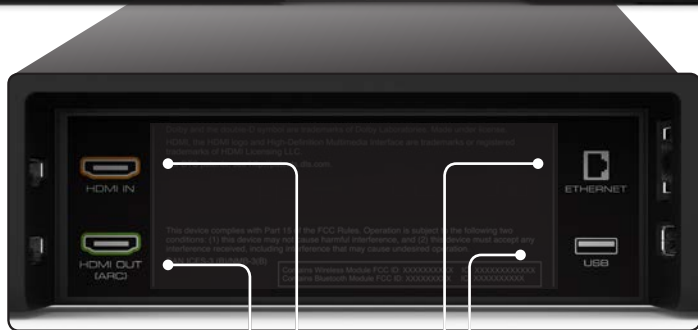 Dolby and the double-D symbol are trademarks of Dolby Laboratories. Made under license.
HDMI, the HDMI logo and High Definition Multimedia Interface are trademarks or registered
trademarks of HDMI Licensing LLC.
HDMI IN
ETHERNET
This device complies with Part 15 of the FCC Rules. Operation is subject to the following two
conditions: (1) this device may not cause harmful interference, and (2) this device must accept any
interference received, including interference that may cause undesired operation.
HDMI OUT
(ARC)
USB
Contains Wireless Module FCC ID: XXXXXXXXXX
Contains Bluetooth Module FCC ID: XXXXXXXX